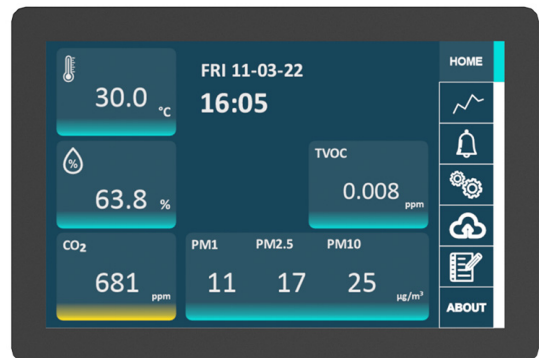 HOME
FRI 11-03-22
16:05
30.0 °C
%
63.8 %
TVOC
0.008 ppm
CO2
681 ppm
PM1 PM2.5 PM10
11 17 25 µg/m³
ABOUT